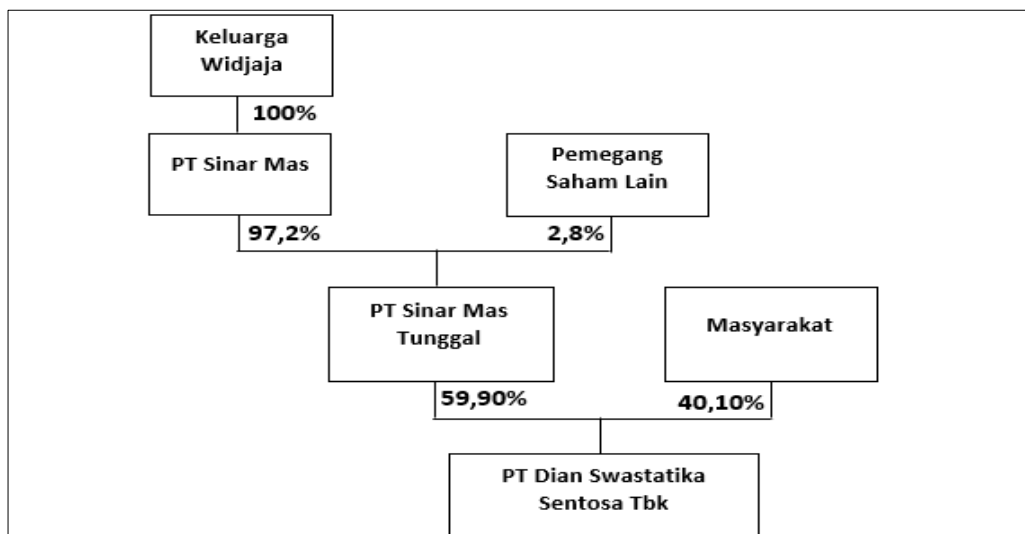 Keluarga
Widjaja
100%
PT Sinar Mas
Pemegang
Saham Lain
97,2%
2,8%
PT Sinar Mas
Tunggal
Masyarakat
59,90%
40,10%
PT Dian Swastatika
Sentosa Tbk